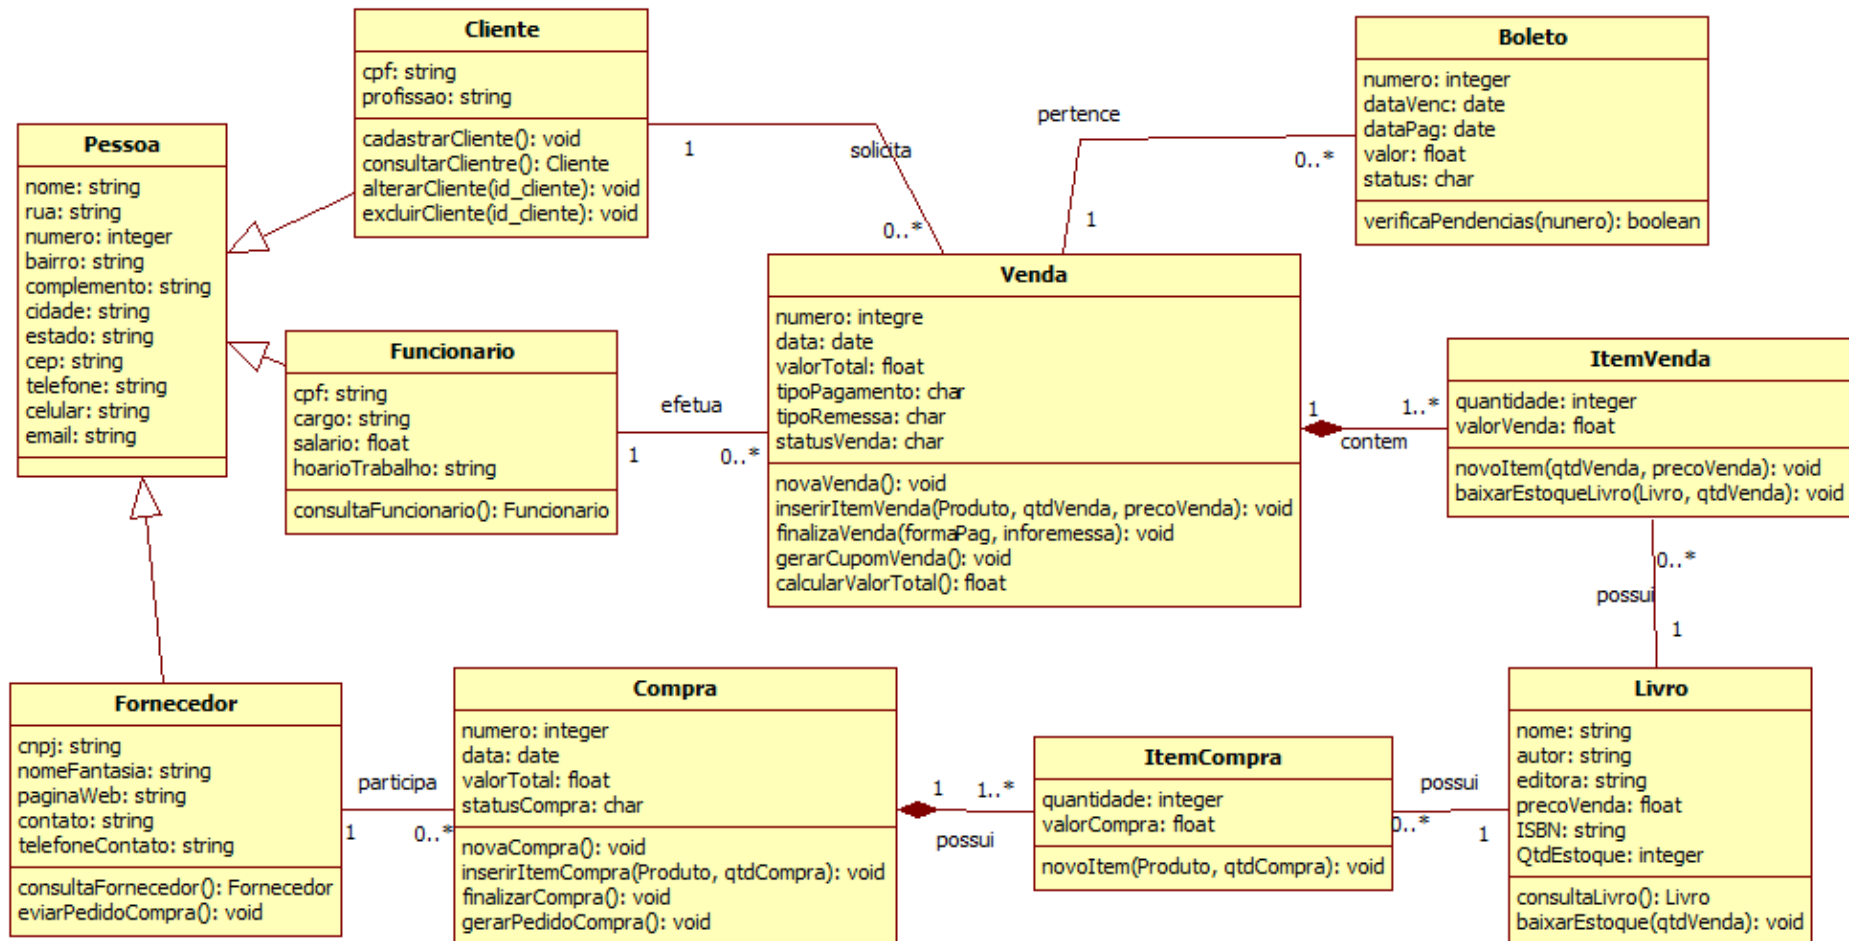 Cliente
cpf: string
profissao: string
cadastrarCliente(): void
consultarClientre(): Cliente
alterarCliente(id_cliente): void
excluirCliente(id_cliente): void
Boleto
numero: integer
dataVenc: date
dataPag: date
valor: float
status: char
verificaPendencias(nunero): boolean
Pessoa
nome: string
rua: string
numero: integer
bairro: string
complemento: string
cidade: string
estado: string
cep: string
telefone: string
celular: string
email: string
1
solicita
0..*
pertence
0..*
1
Funcionario
cpf: string
cargo: string
salario: float
hoarioTrabalho: string
consultaFuncionario(): Funcionario
efetua
1
0..*
Venda
numero: integre
data: date
valorTotal: float
tipoPagamento: char
tipoRemessa: char
statusVenda: char
novaVenda(): void
inserirItemVenda(Produto, qtdVenda, precoVenda): void
finalizaVenda(formaPag, inforemessa): void
gerarCupomVenda(): void
calcularValorTotal(): float
1
1..*
contem
ItemVenda
quantidade: integer
valorVenda: float
novoItem(qtdVenda, precoVenda): void
baixarEstoqueLivro(Livro, qtdVenda): void
0..*
possui
1
Fornecedor
cnpj: string
nomeFantasia: string
paginaWeb: string
contato: string
telefoneContato: string
consultaFornecedor(): Fornecedor
eviarPedidoCompra(): void
participa
1
0..*
Compra
numero: integer
data: date
valorTotal: float
statusCompra: char
novaCompra(): void
inserirItemCompra(Produto, qtdCompra): void
finalizarCompra(): void
gerarPedidoCompra(): void
1
1..*
possui
ItemCompra
quantidade: integer
valorCompra: float
novoItem(Produto, qtdCompra): void
possui
0..*
1
Livro
nome: string
autor: string
editora: string
precoVenda: float
ISBN: string
QtdEstoque: integer
consultaLivro(): Livro
baixarEstoque(qtdVenda): void